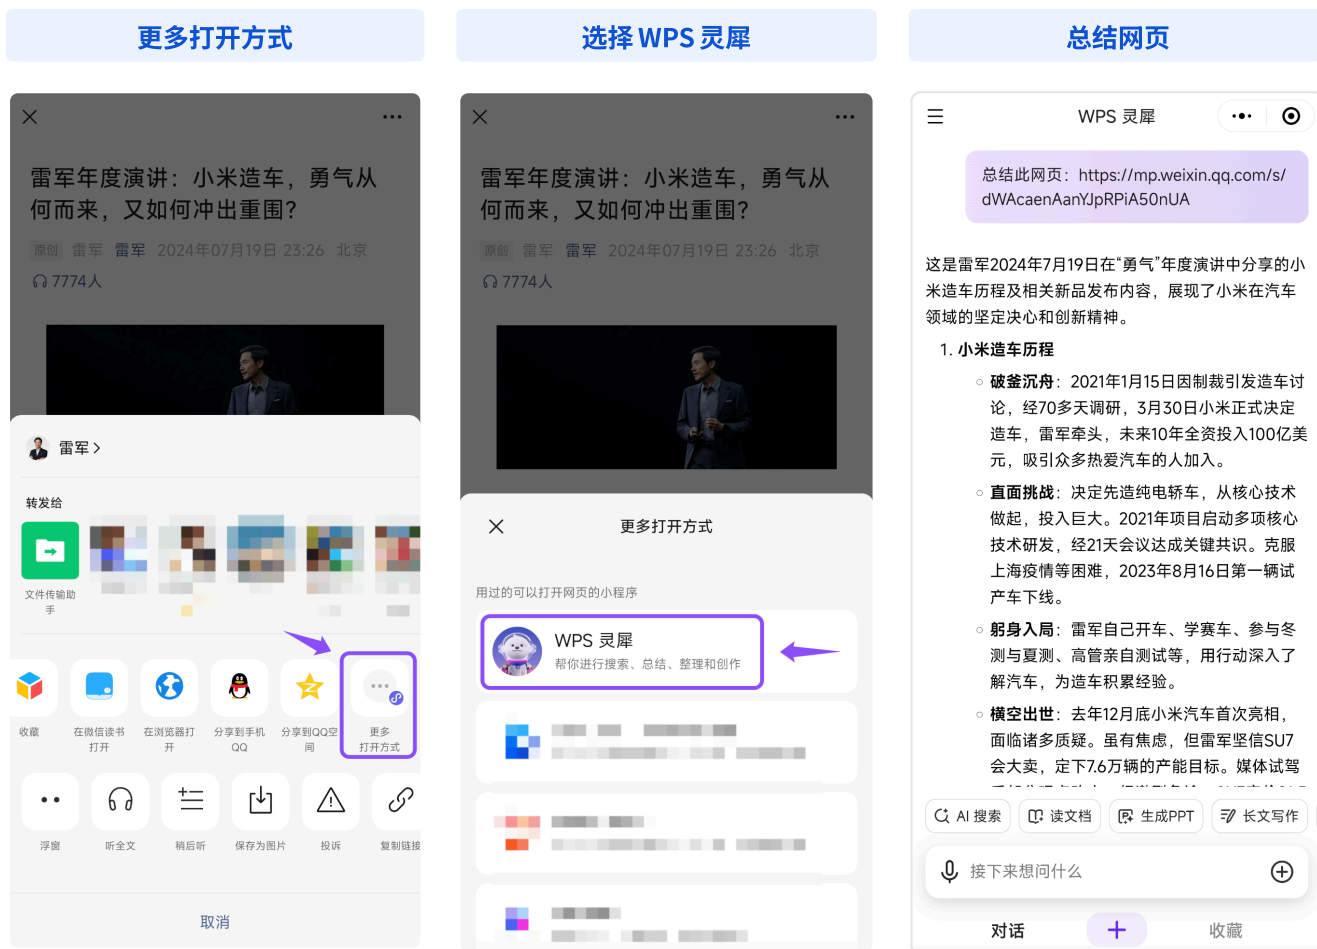 更多打开方式
雷军年度演讲：小米造车，勇气从
何而来，又如何冲出重围？
原创 雷军 雷军 2024年07月19日 23:26 北京
7774人
雷军
转发给
文件传输助
手
收藏
在微信读书
打开
在浏览器打
开
分享到手机
QQ
分享到QQ空
间
更多
打开方式
浮窗
听全文
稍后听
保存为图片
投诉
复制链接
取消
选择 WPS 灵犀
雷军年度演讲：小米造车，勇气从
何而来，又如何冲出重围？
原创 雷军 雷军 2024年07月19日 23:26 北京
7774人
更多打开方式
用过的可以打开网页的小程序
WPS 灵犀
帮你进行搜索、总结、整理和创作
总结网页
WPS 灵犀
总结此网页：https://mp.weixin.qq.com/s/
dWAcaenAanYJpRPiA50nUA
这是雷军2024年7月19日在“勇气”年度演讲中分享的小
米造车历程及相关新品发布内容，展现了小米在汽车
领域的坚定决心和创新精神。
1. 小米造车历程
破釜沉舟：2021年1月15日因制裁引发造车讨
论，经70多天调研，3月30日小米正式决定
造车，雷军牵头，未来10年全资投入100亿美
元，吸引众多热爱汽车的人加入。
直面挑战：决定先造纯电轿车，从核心技术
做起，投入巨大。2021年项目启动多项核心
技术研发，经21天会议达成关键共识。克服
上海疫情等困难，2023年8月16日第一辆试
产车下线。
躬身入局：雷军自己开车、学赛车、参与冬
测与夏测、高管亲自测试等，用行动深入了
解汽车，为造车积累经验。
横空出世：去年12月底小米汽车首次亮相，
面临诸多质疑。虽有焦虑，但雷军坚信SU7
会大卖，定下7.6万辆的产能目标。媒体试驾
AI 搜索
读文档
生成PPT
长文写作
接下来想问什么
对话
收藏